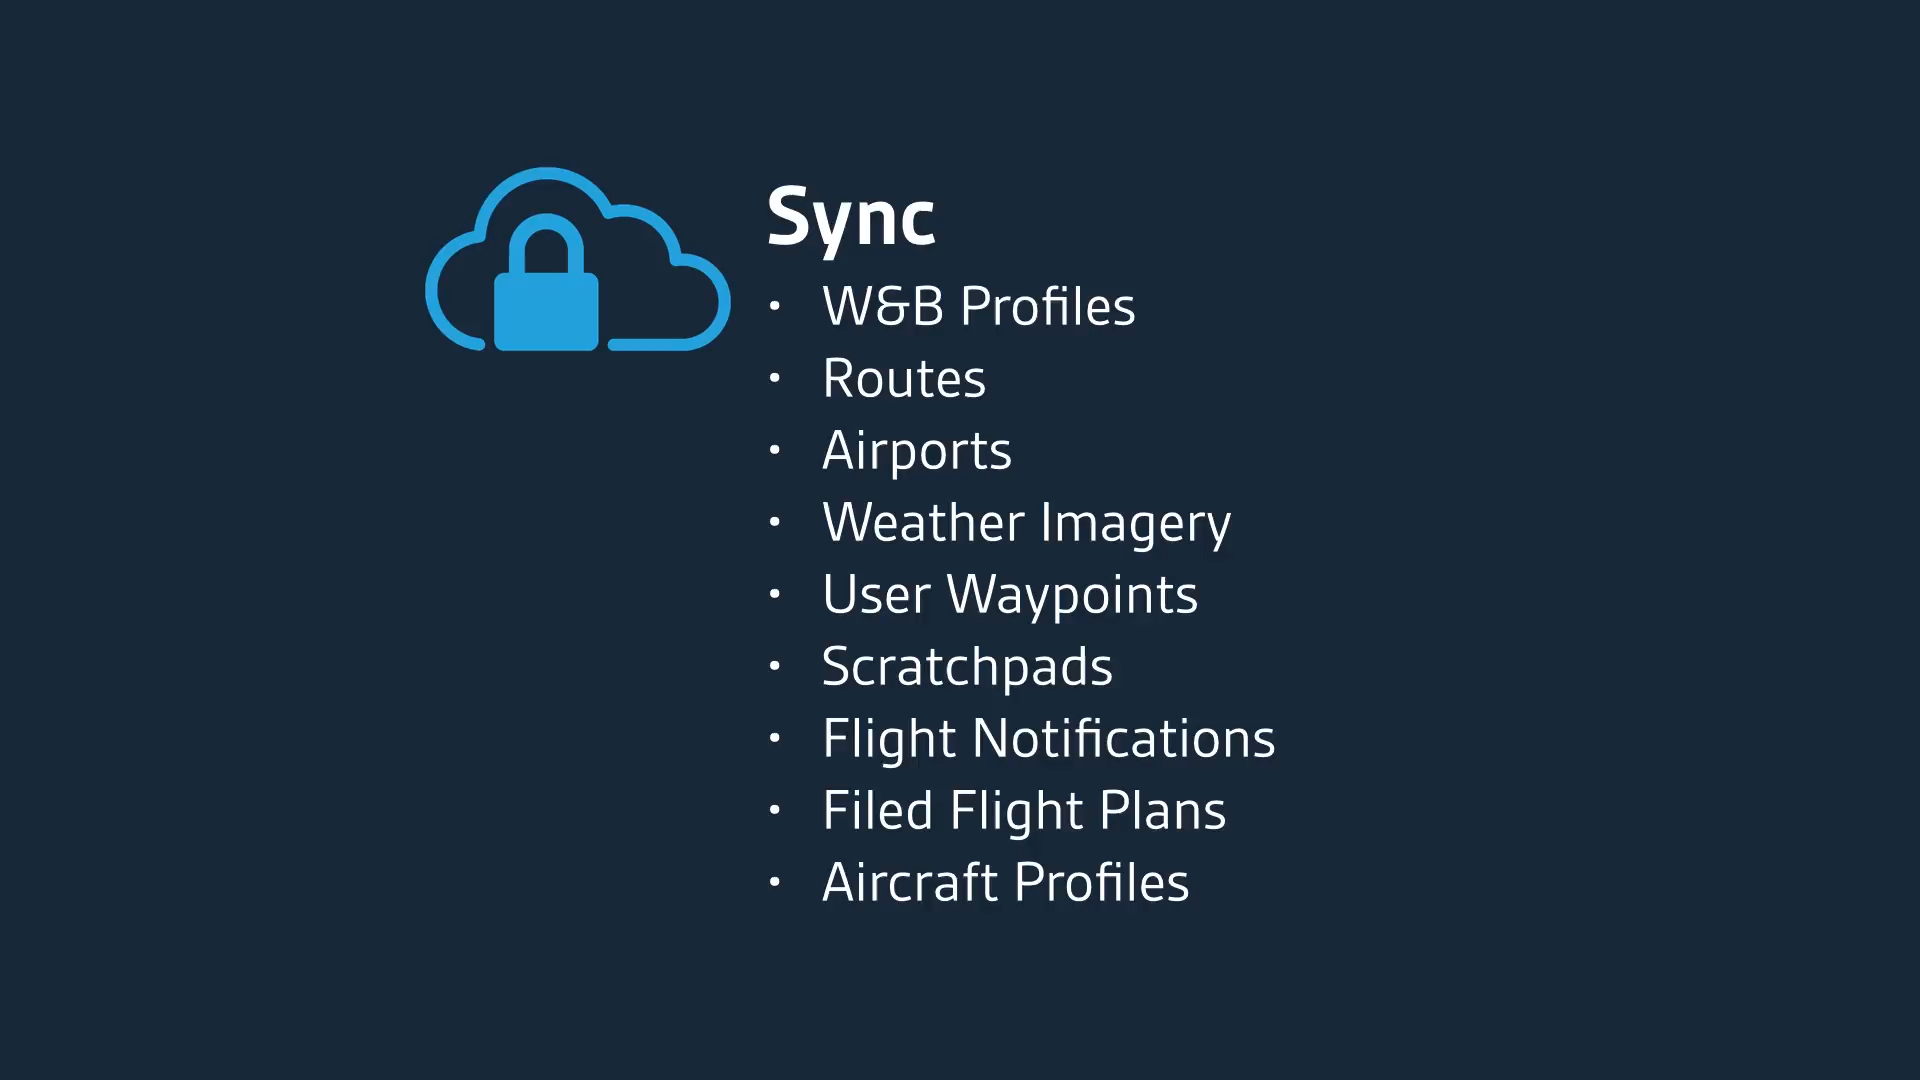 Sync
• W&B Profiles
• Routes
• Airports
• Weather Imagery
• User Waypoints
• Scratchpads
• Flight Notifications
• Filed Flight Plans
• Aircraft Profiles